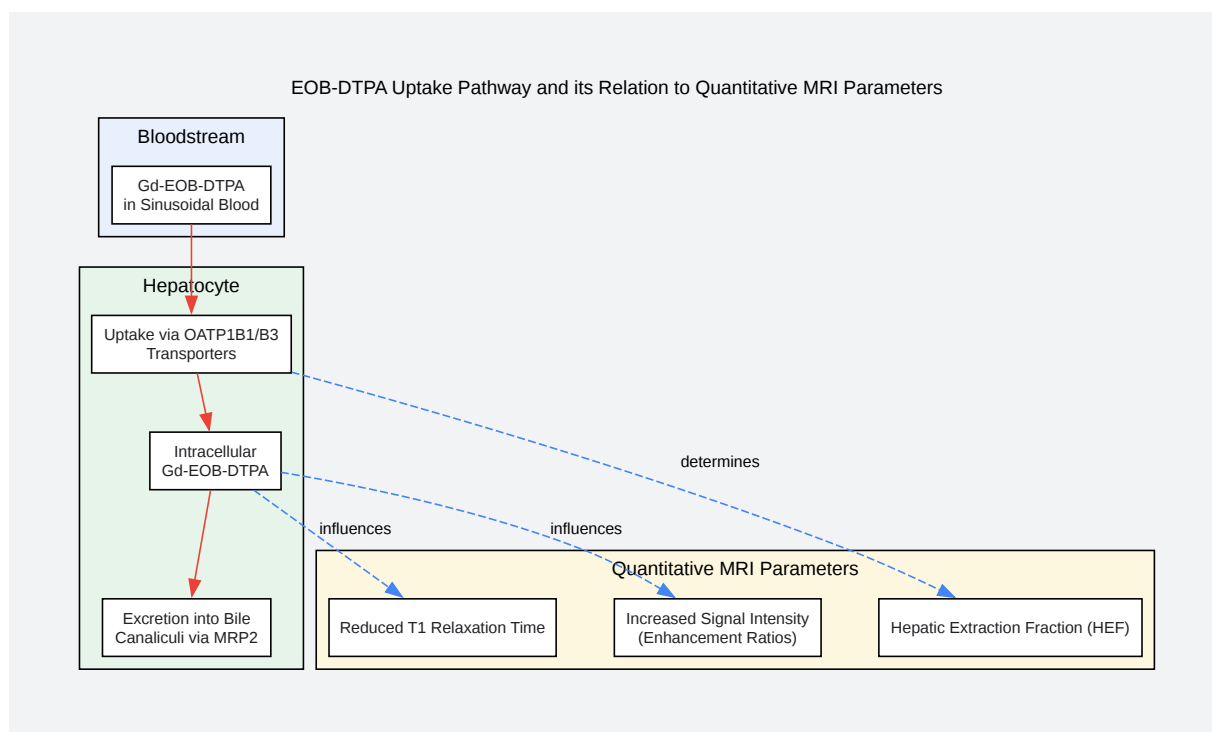 EOB-DTPA Uptake Pathway and its Relation to Quantitative MRI Parameters
Bloodstream
Gd-EOB-DTPA
in Sinusoidal Blood
Hepatocyte
Uptake via OATP1B1/B3
Transporters
Intracellular
Gd-EOB-DTPA
determines
influences
influences
Quantitative MRI Parameters
Excretion into Bile
Canaliculi via MRP2
Reduced T1 Relaxation Time
Increased Signal Intensity
(Enhancement Ratios)
Hepatic Extraction Fraction (HEF)